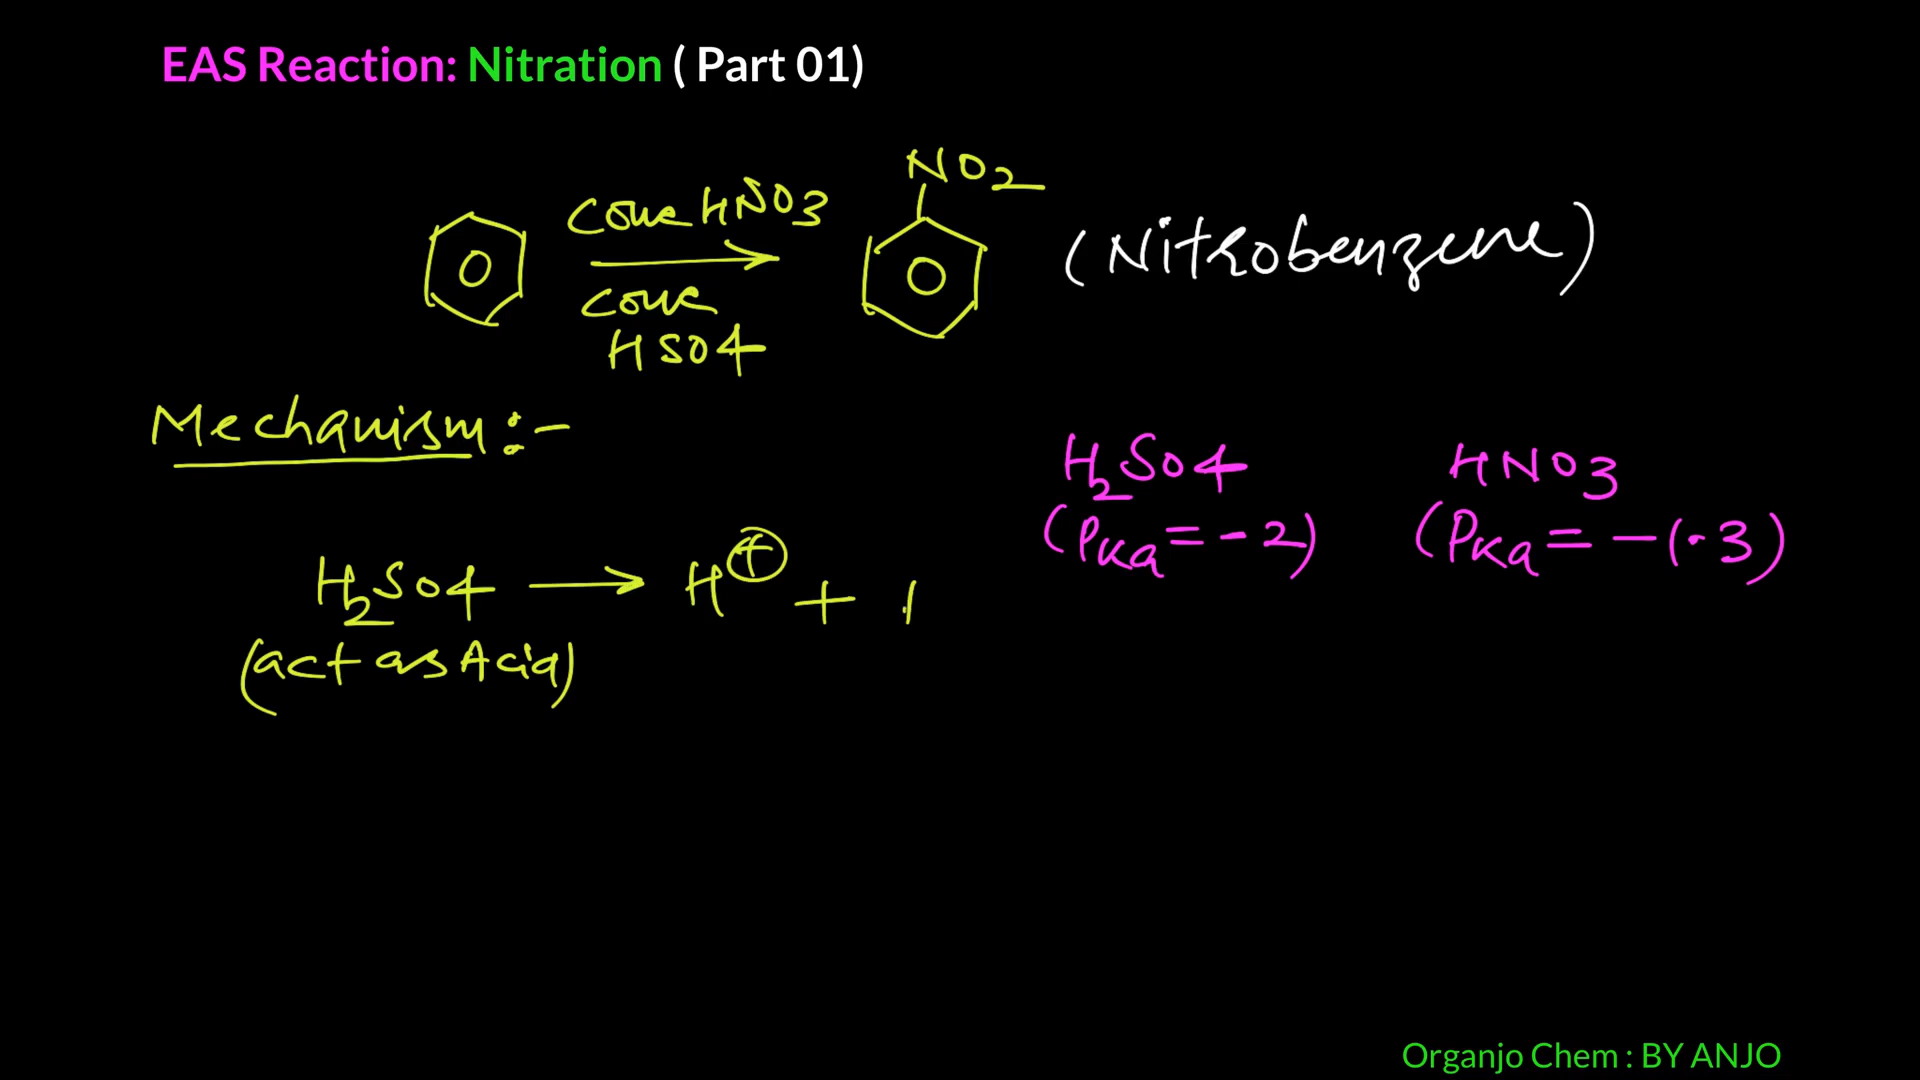 EAS Reaction: Nitration ( Part 01)
NO2
Conc HNO3
Conc
HSO4
(Nitrobenzene)
Mechanism :-
H2SO4 HNO3
(PKa = -2) (PKa = -1.3)
H2SO4 → H⊕ +
(act as Acid)
Organjo Chem : BY ANJO